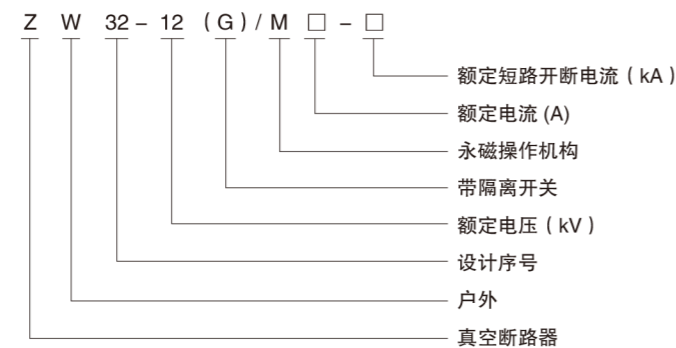 Z W 32-12 (G)/M□-□
额定短路开断电流(kA)
额定电流(A)
永磁操作机构
带隔离开关
额定电压(kV)
设计序号
户外
真空断路器